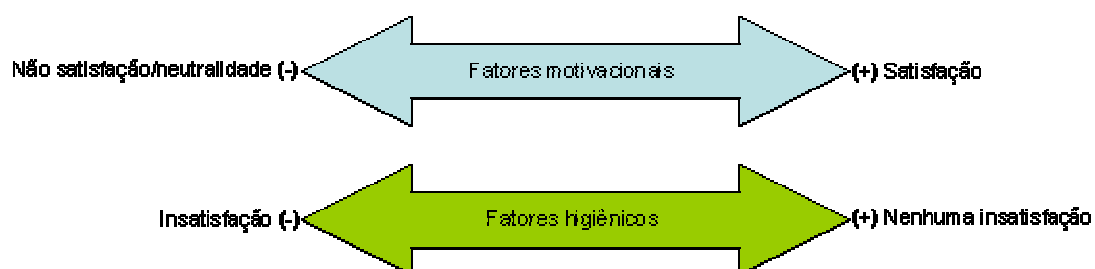 Não satisfação/neutralidade (-) Fatores motivacionais (+) Satisfação
Insatisfação (-) Fatores higiênicos (+) Nenhuma insatisfação